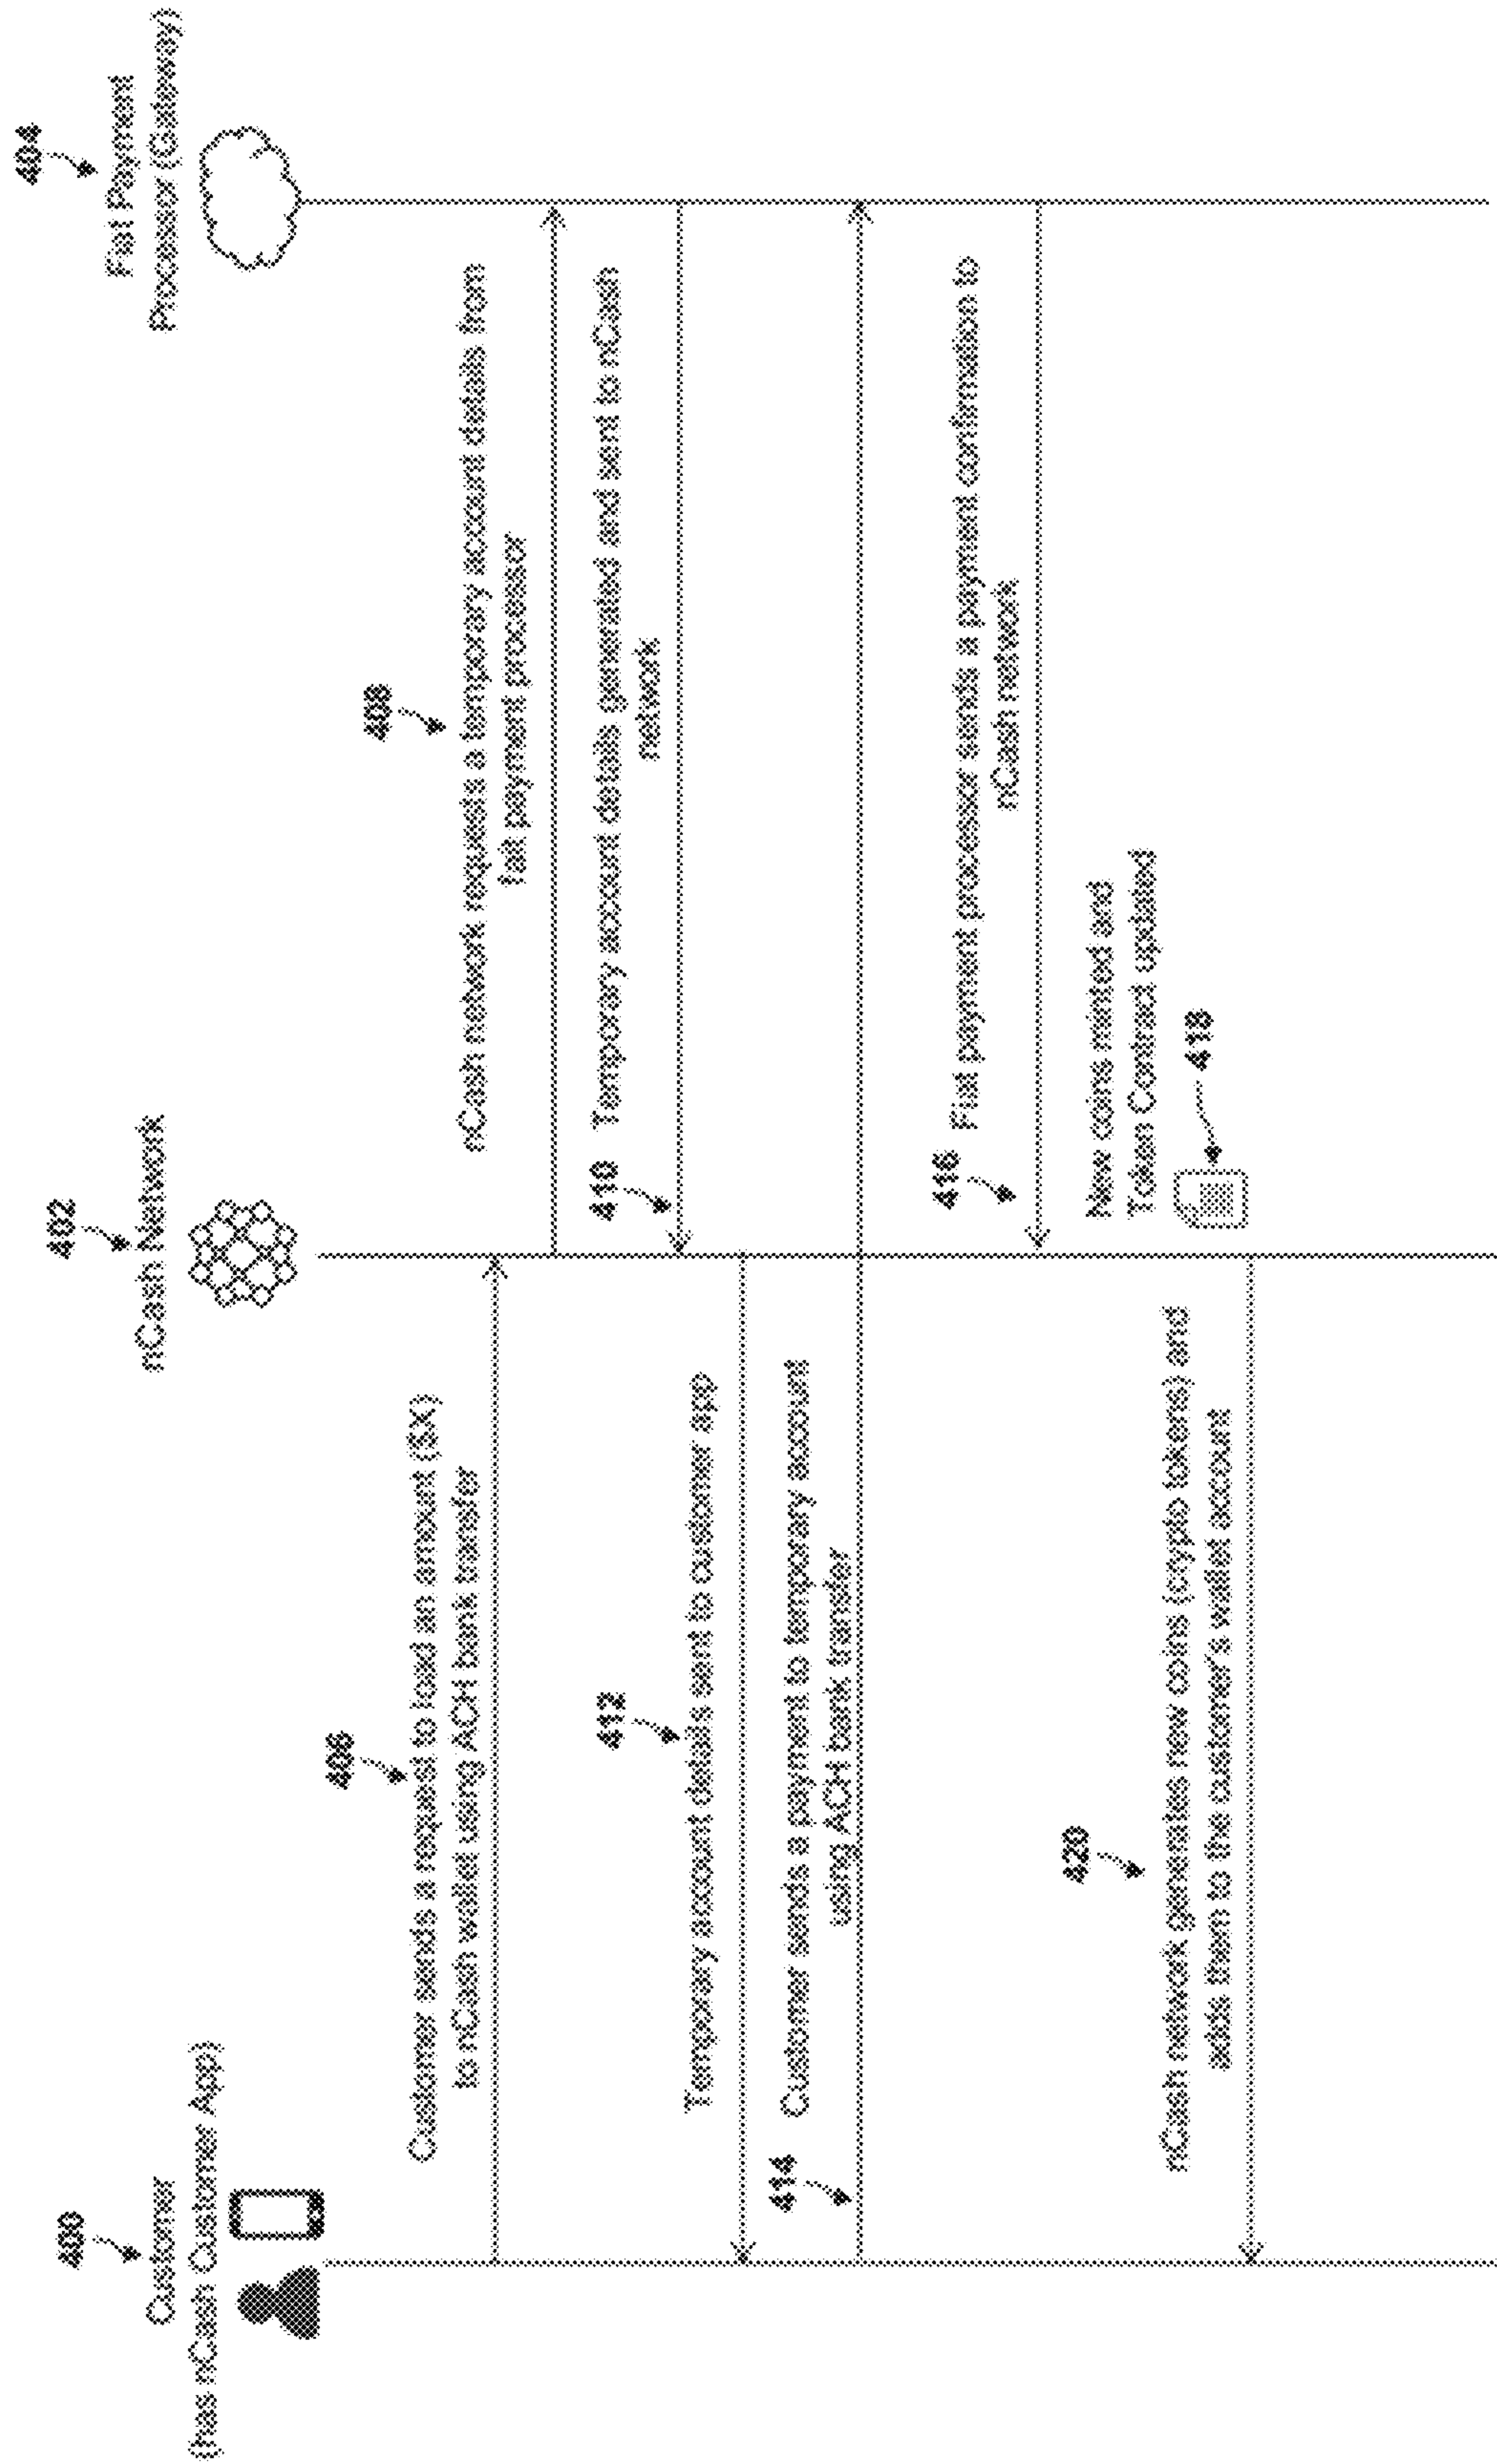 400
Customer
(has nCash Customer App)
402
nCash Network
404
Fiat Payment
Processor (Gateway)
406
Customer sends a request to load an amount ($X)
to nCash wallet using ACH bank transfer
408
nCash network requests a temporary account details from
fait payment processor
410
Temporary account details generated and sent to nCash
network
412
Temporary account details sent to customer app
414
Customer sends a payment to temporary account
using ACH bank transfer
416
Fiat payment processor sends a payment confirmation to
nCash network
New coins minted and
Token Contract updated
418
420
nCash network generates new coins (crypto tokens) and
adds them to the customer's wallet account